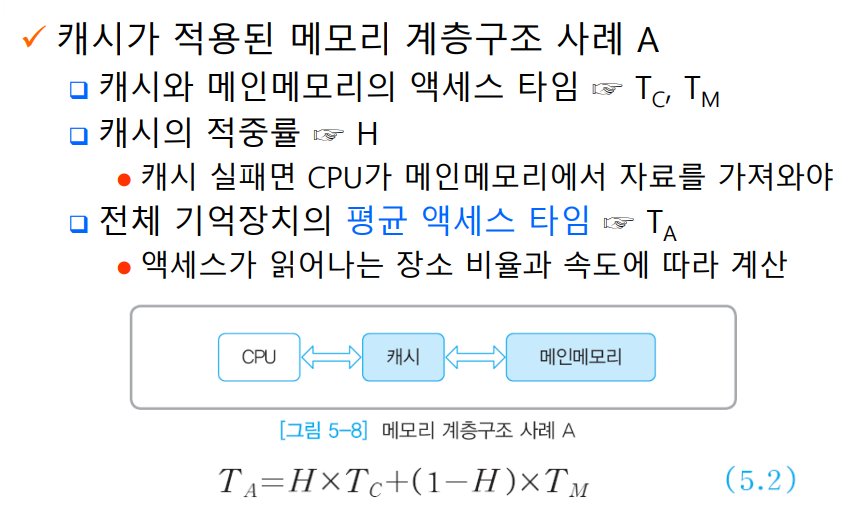 ✓ 캐시가 적용된 메모리 계층구조 사례 A
❑ 캐시와 메인메모리의 액세스 타임 ☞ T_C, T_M
❑ 캐시의 적중률 ☞ H
• 캐시 실패면 CPU가 메인메모리에서 자료를 가져와야
❑ 전체 기억장치의 평균 액세스 타임 ☞ T_A
• 액세스가 읽어나는 장소 비율과 속도에 따라 계산
CPU 캐시 메인메모리
[그림 5-8] 메모리 계층구조 사례 A
T_A=H×T_C+(1-H)×T_M (5.2)